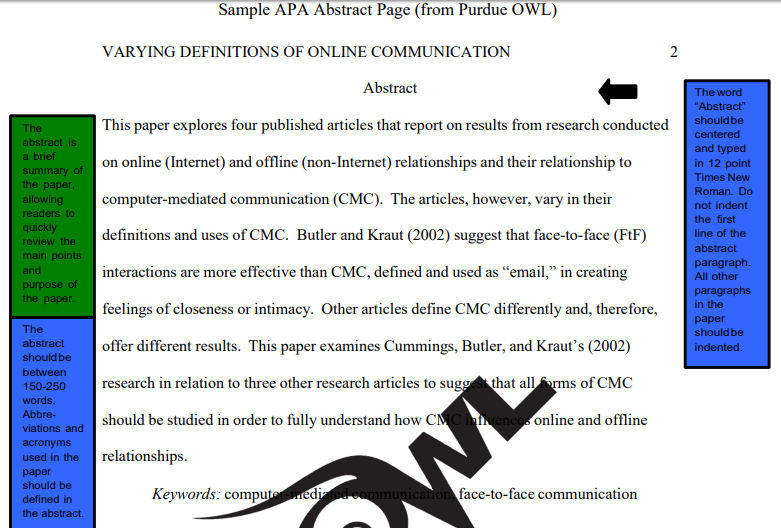 Sample APA Abstract Page (from Purdue OWL)
VARYING DEFINITIONS OF ONLINE COMMUNICATION 2
Abstract
This paper explores four published articles that report on results from research conducted
on online (Internet) and offline (non-Internet) relationships and their relationship to
computer-mediated communication (CMC). The articles, however, vary in their
definitions and uses of CMC. Butler and Kraut (2002) suggest that face-to-face (FtF)
interactions are more effective than CMC, defined and used as “email,” in creating
feelings of closeness or intimacy. Other articles define CMC differently and, therefore,
offer different results. This paper examines Cummings, Butler, and Kraut’s (2002)
research in relation to three other research articles to suggest that all forms of CMC
should be studied in order to fully understand how CMC influences online and offline
relationships.
Keywords: computer-mediated communication, face-to-face communication
The
abstract is
a brief
summary of
the paper,
allowing
readers to
quickly
review the
main points
and
purpose of
the paper.
The
abstract
should be
between
150-250
words.
Abbre-
viations and
acronyms
used in the
paper
should be
defined in
the abstract.
The word
“Abstract”
should be
centered
and typed
in 12 point
Times New
Roman. Do
not indent
the first
line of the
abstract
paragraph.
All other
paragraphs
in the
paper
should be
indented.
OWL